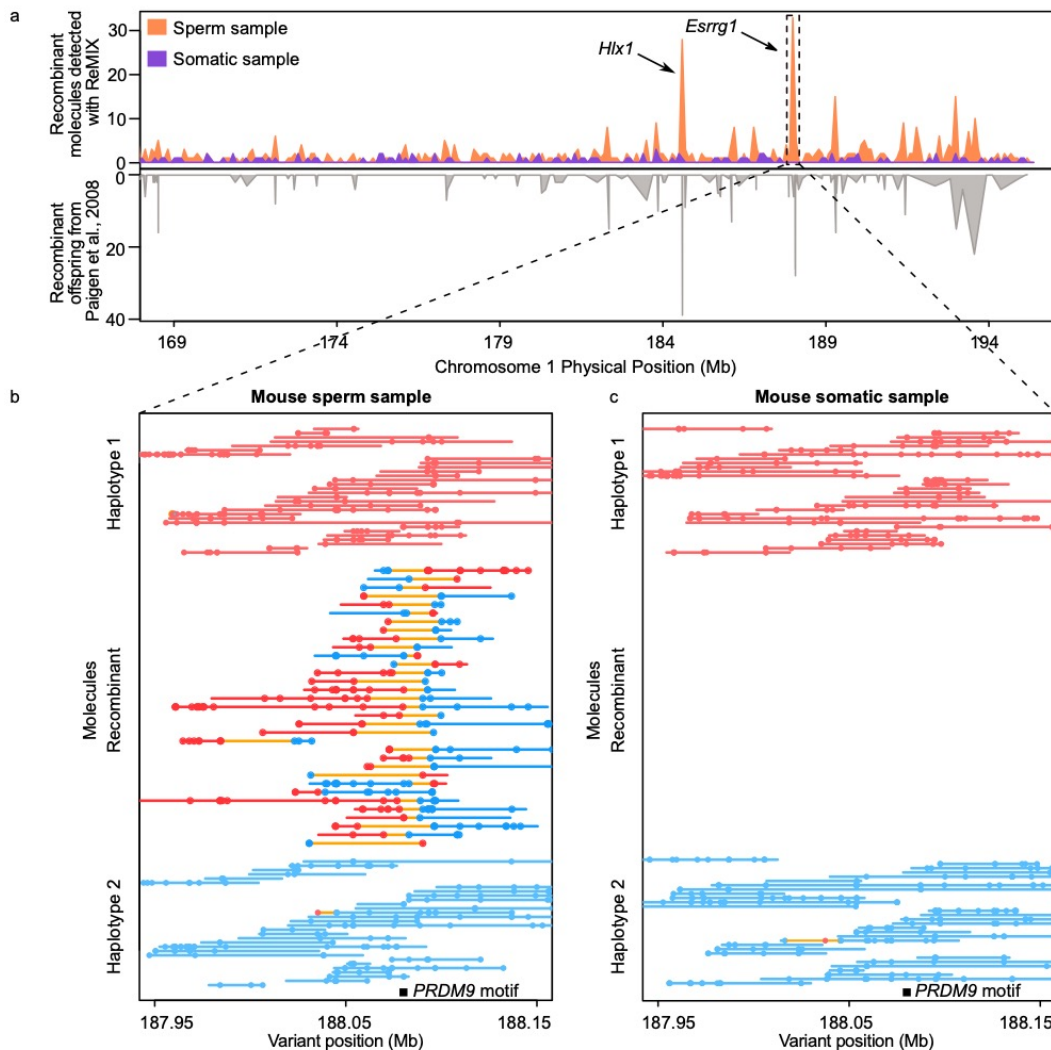 a
Recombinant
molecules detected
with ReMIX
30
20
10
0
Sperm sample
Somatic sample
Hlx1
Esrrg1
Recombinant
offspring from
Paigen et al., 2008
0
20
40
169
174
179
184
189
194
Chromosome 1 Physical Position (Mb)
b
Mouse sperm sample
Haplotype 1
Molecules
Recombinant
Haplotype 2
PRDM9 motif
187.95
188.05
188.15
Variant position (Mb)
c
Mouse somatic sample
Haplotype 1
Molecules
Recombinant
Haplotype 2
PRDM9 motif
187.95
188.05
188.15
Variant position (Mb)